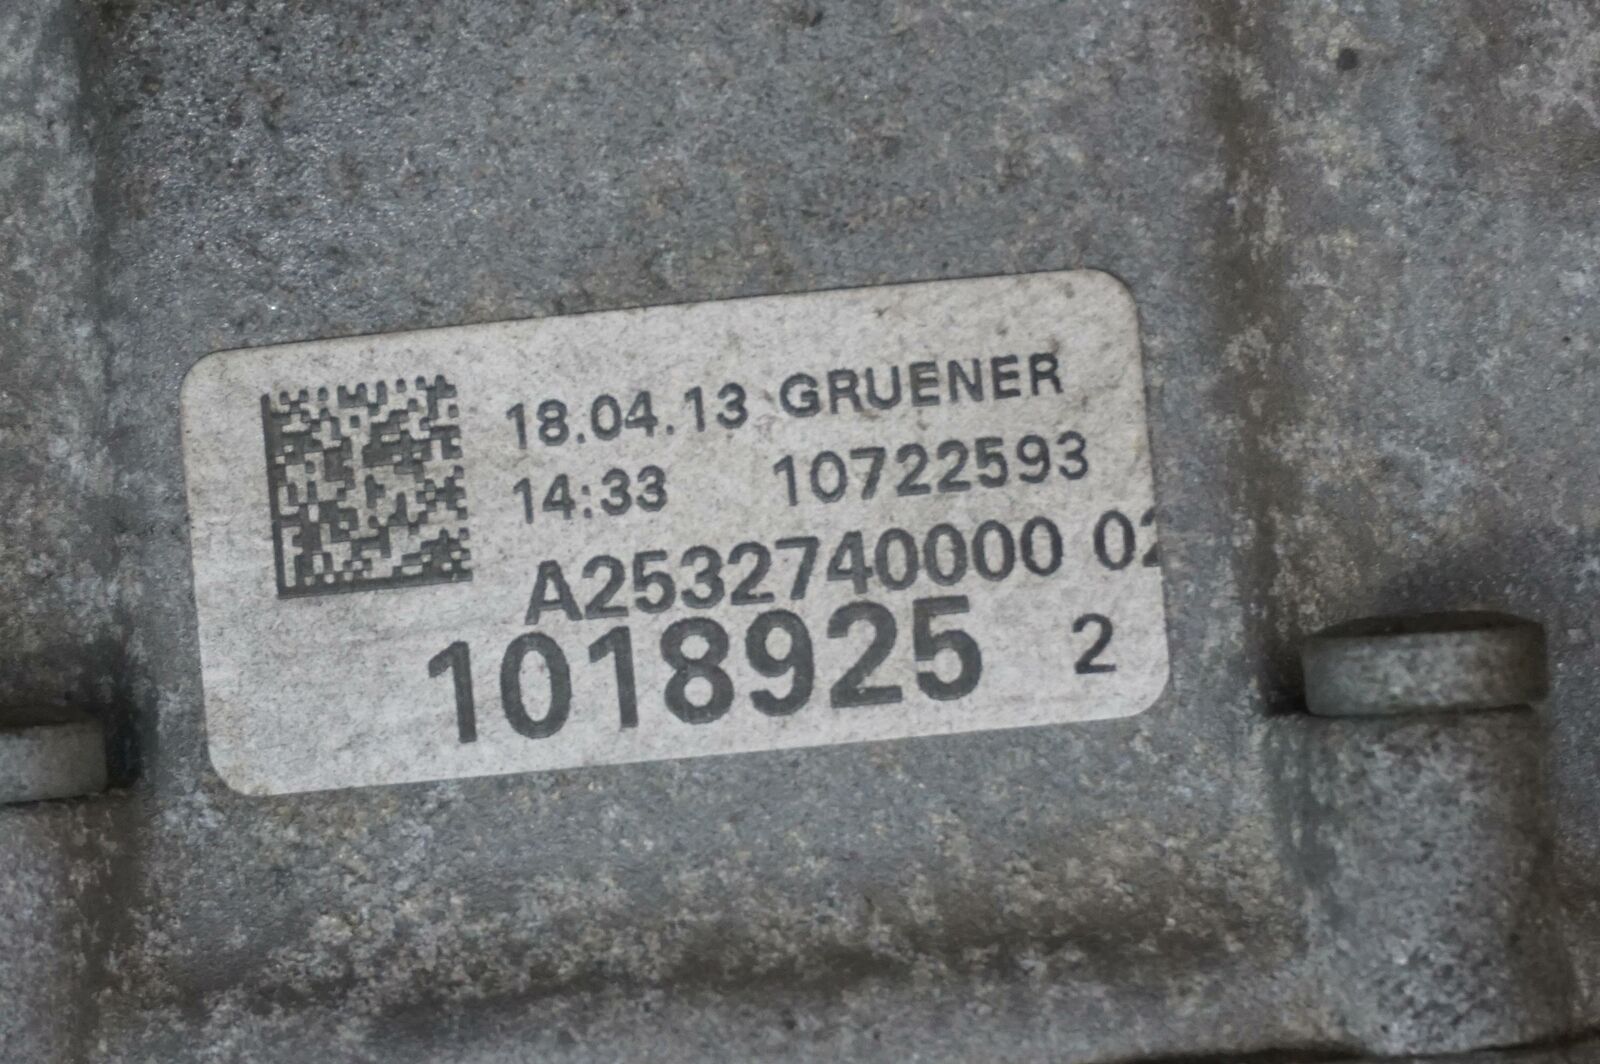 18.04.13 GRUENER
14:33 10722593
A2532740000 02
1018925 2